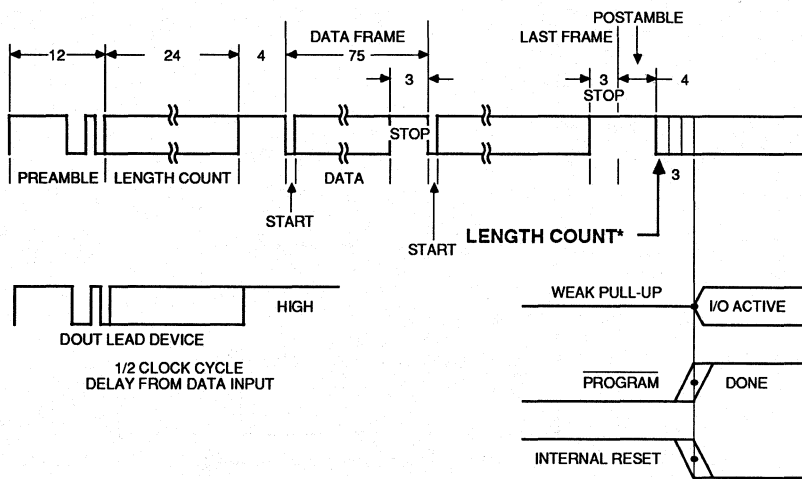 POSTAMBLE
DATA FRAME
LAST FRAME
12
24
4
75
3
3
4
STOP
STOP
PREAMBLE
LENGTH COUNT
DATA
3
START
START
LENGTH COUNT*
HIGH
WEAK PULL-UP
I/O ACTIVE
DOUT LEAD DEVICE
1/2 CLOCK CYCLE
DELAY FROM DATA INPUT
PROGRAM
DONE
INTERNAL RESET